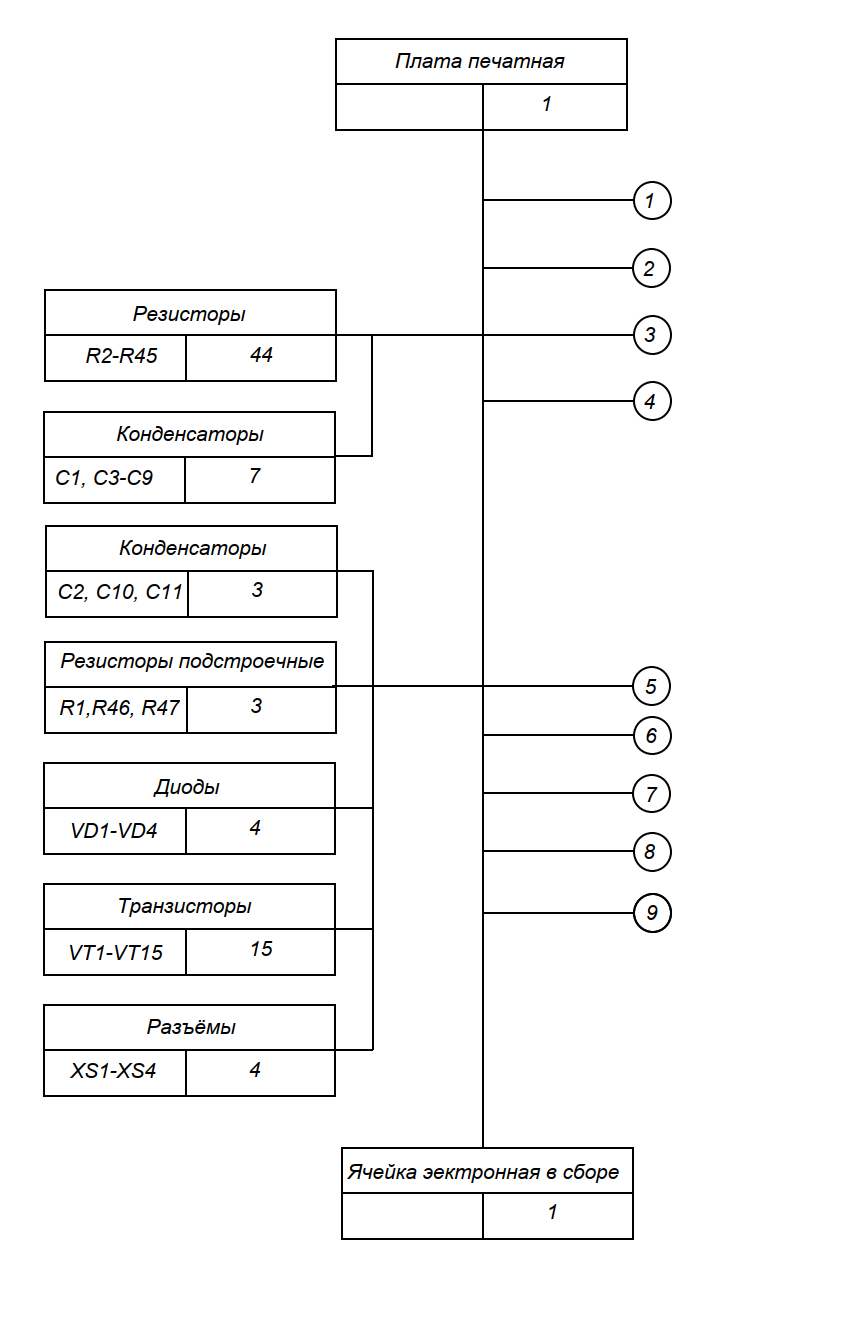 Плата печатная
1
1
2
Резисторы
3
R2-R45
44
4
Конденсаторы
C1, C3-C9
7
Конденсаторы
C2, C10, C11
3
Резисторы подстроечные
5
R1,R46, R47
3
6
Диоды
7
VD1-VD4
4
8
Транзисторы
9
VT1-VT15
15
Разъёмы
XS1-XS4
4
Ячейка эектронная в сборе
1